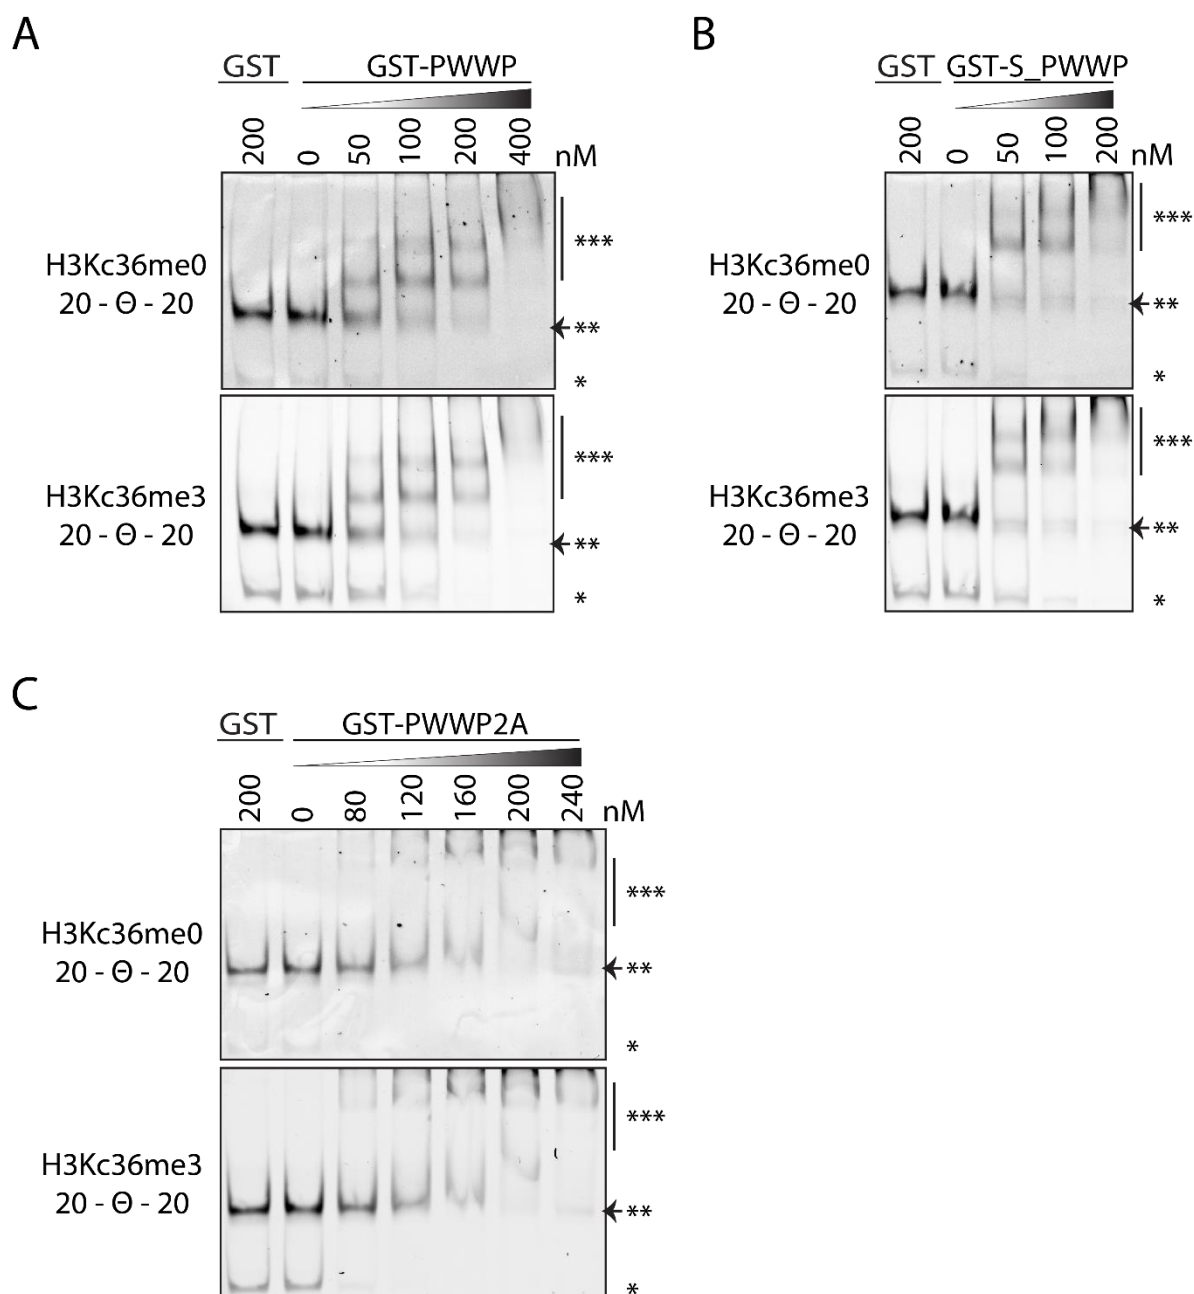 A
GST GST-PWWP
200 0 50 100 200 400 nM
H3Kc36me0
20 - Θ - 20
***
**
*
H3Kc36me3
20 - Θ - 20
***
**
*
B
GST GST-S_PWWP
200 0 50 100 200 nM
H3Kc36me0
20 - Θ - 20
***
**
*
H3Kc36me3
20 - Θ - 20
***
**
*
C
GST GST-PWWP2A
200 0 80 120 160 200 240 nM
H3Kc36me0
20 - Θ - 20
***
**
*
H3Kc36me3
20 - Θ - 20
***
**
*